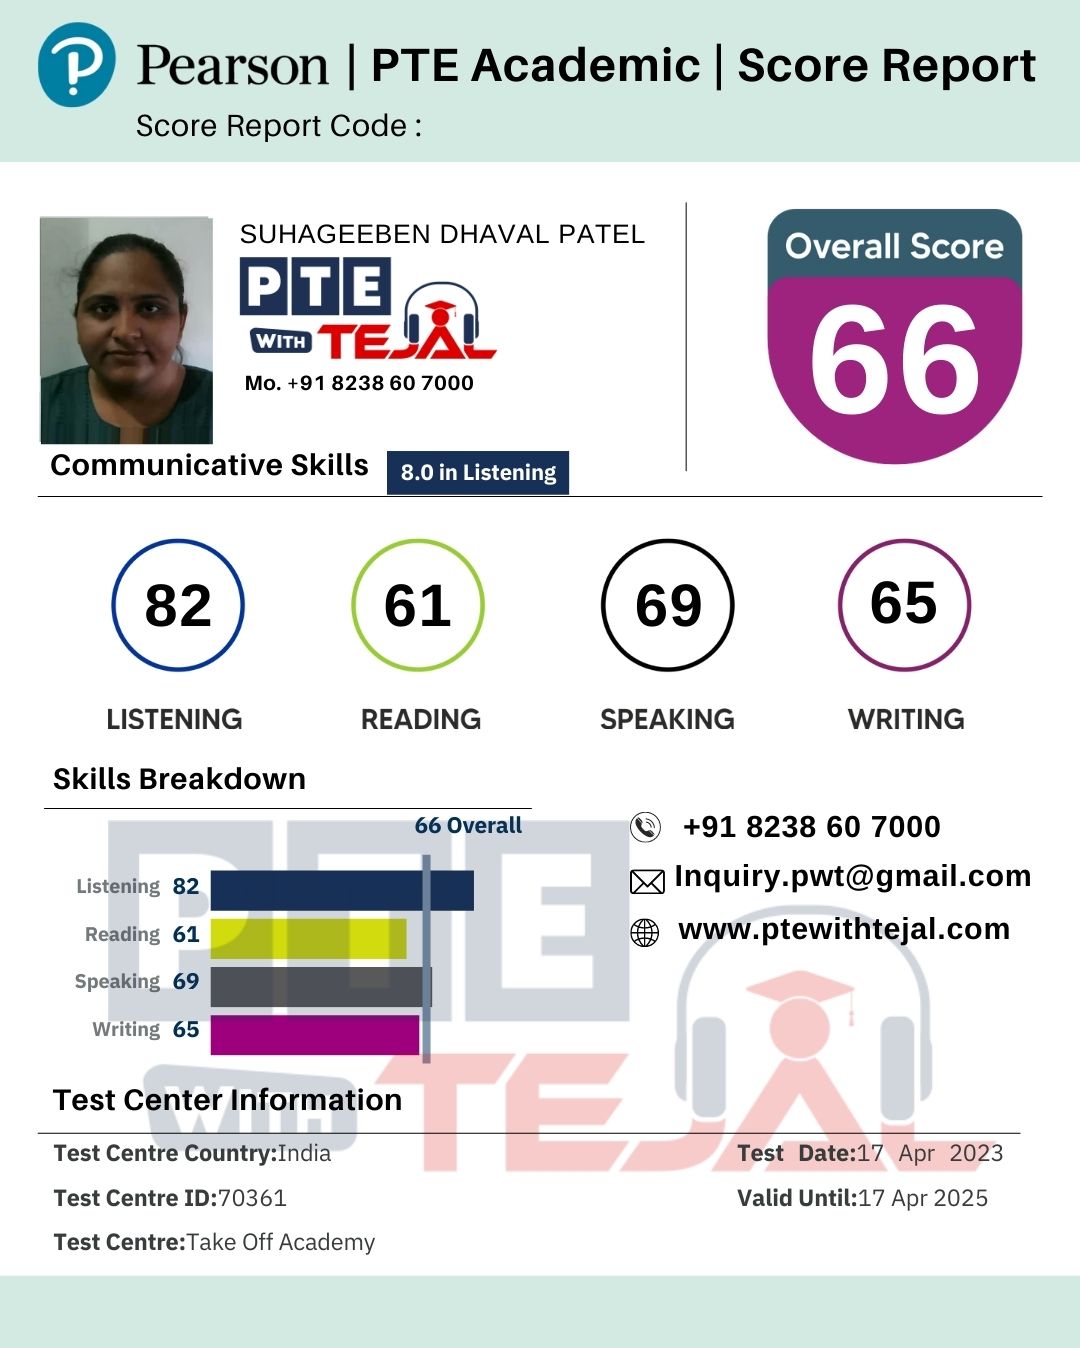 Pearson | PTE Academic | Score Report
Score Report Code :
SUHAGEEBEN DHAVAL PATEL
PTE
WITH TEJAL
Mo. +91 8238 60 7000
Overall Score
66
Communicative Skills
8.0 in Listening
82 61 69 65
LISTENING READING SPEAKING WRITING
Skills Breakdown
66 Overall
Listening 82
Reading 61
Speaking 69
Writing 65
+91 8238 60 7000
Inquiry.pwt@gmail.com
www.ptewithtejal.com
PTE
WITH TEJAL
Test Center Information
Test Centre Country:India
Test Date:17 Apr 2023
Test Centre ID:70361
Valid Until:17 Apr 2025
Test Centre:Take Off Academy